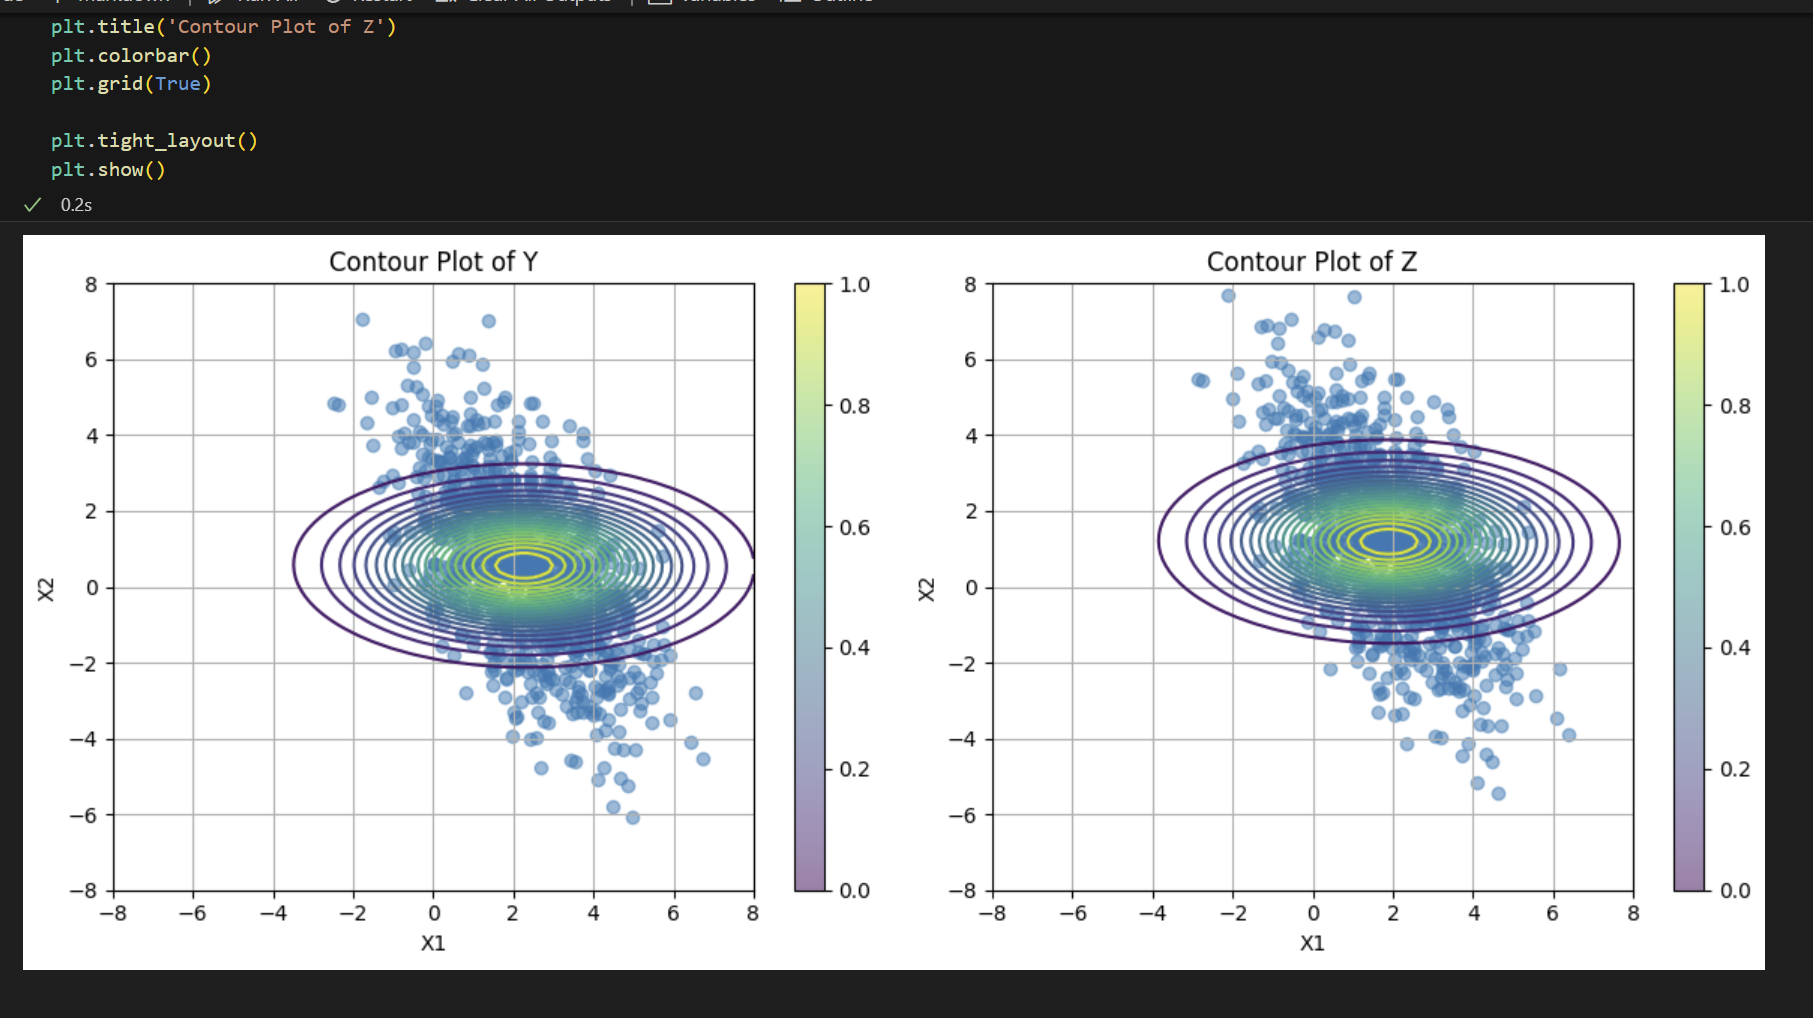 plt.title('Contour Plot of Z')
plt.colorbar()
plt.grid(True)
plt.tight_layout()
plt.show()
0.2s
Contour Plot of Y
8
6
4
2
0
−2
−4
−6
−8
−8 −6 −4 −2 0 2 4 6 8
X1
X2
1.0
0.8
0.6
0.4
0.2
0.0
Contour Plot of Z
8
6
4
2
0
−2
−4
−6
−8
−8 −6 −4 −2 0 2 4 6 8
X1
X2
1.0
0.8
0.6
0.4
0.2
0.0